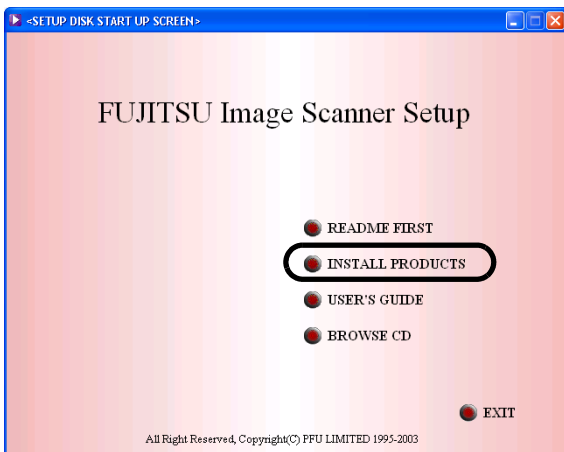 <SETUP DISK START UP SCREEN>
FUJITSU Image Scanner Setup
README FIRST
INSTALL PRODUCTS
USER'S GUIDE
BROWSE CD
EXIT
All Right Reserved, Copyright(C) PFU LIMITED 1995-2003